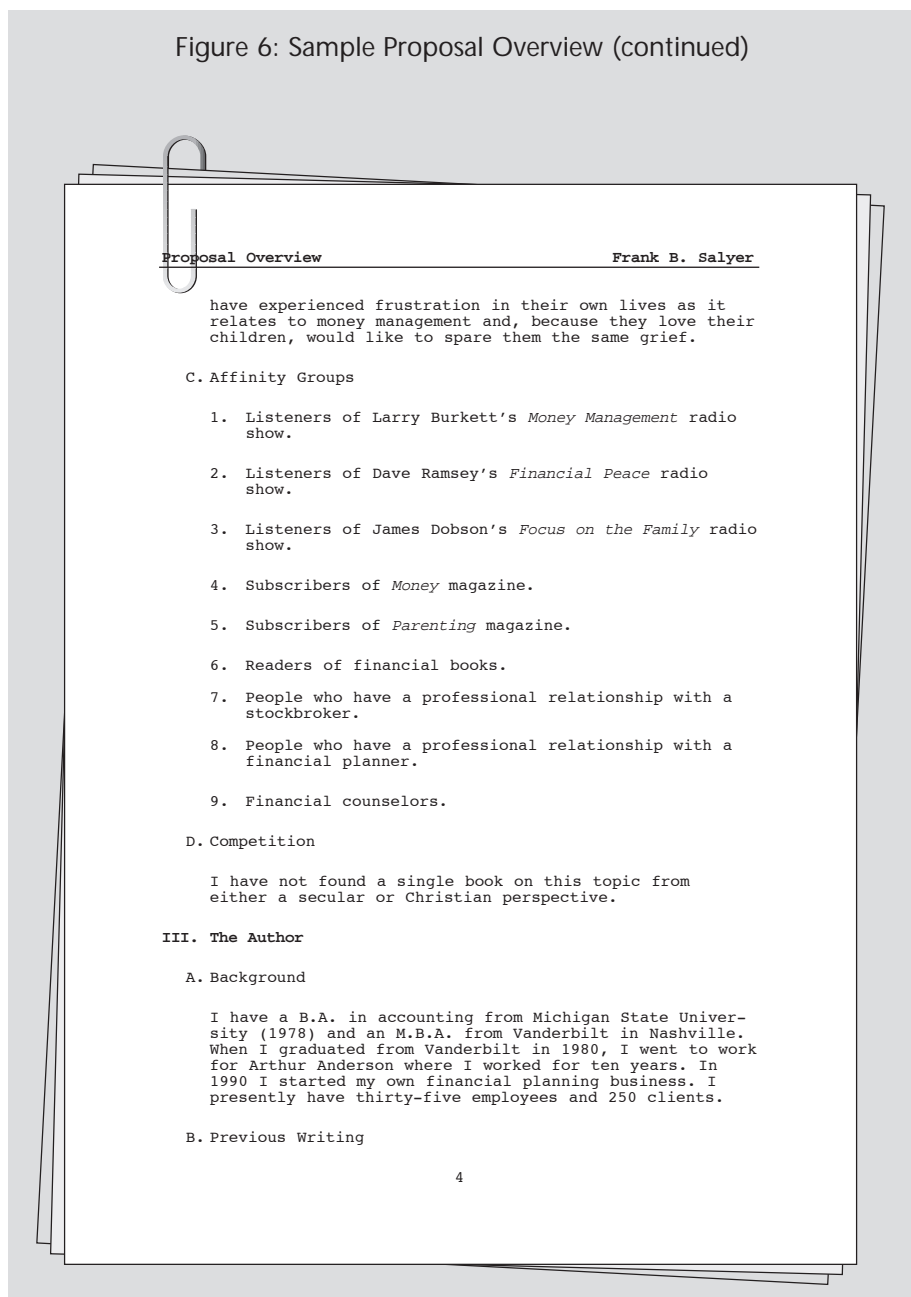 Figure 6: Sample Proposal Overview (continued)
Proposal Overview Frank B. Salyer
have experienced frustration in their own lives as it
relates to money management and, because they love their
children, would like to spare them the same grief.
C. Affinity Groups
1. Listeners of Larry Burkett's Money Management radio
show.
2. Listeners of Dave Ramsey's Financial Peace radio
show.
3. Listeners of James Dobson's Focus on the Family radio
show.
4. Subscribers of Money magazine.
5. Subscribers of Parenting magazine.
6. Readers of financial books.
7. People who have a professional relationship with a
stockbroker.
8. People who have a professional relationship with a
financial planner.
9. Financial counselors.
D. Competition
I have not found a single book on this topic from
either a secular or Christian perspective.
III. The Author
A. Background
I have a B.A. in accounting from Michigan State Univer-
sity (1978) and an M.B.A. from Vanderbilt in Nashville.
When I graduated from Vanderbilt in 1980, I went to work
for Arthur Anderson where I worked for ten years. In
1990 I started my own financial planning business. I
presently have thirty-five employees and 250 clients.
B. Previous Writing
4